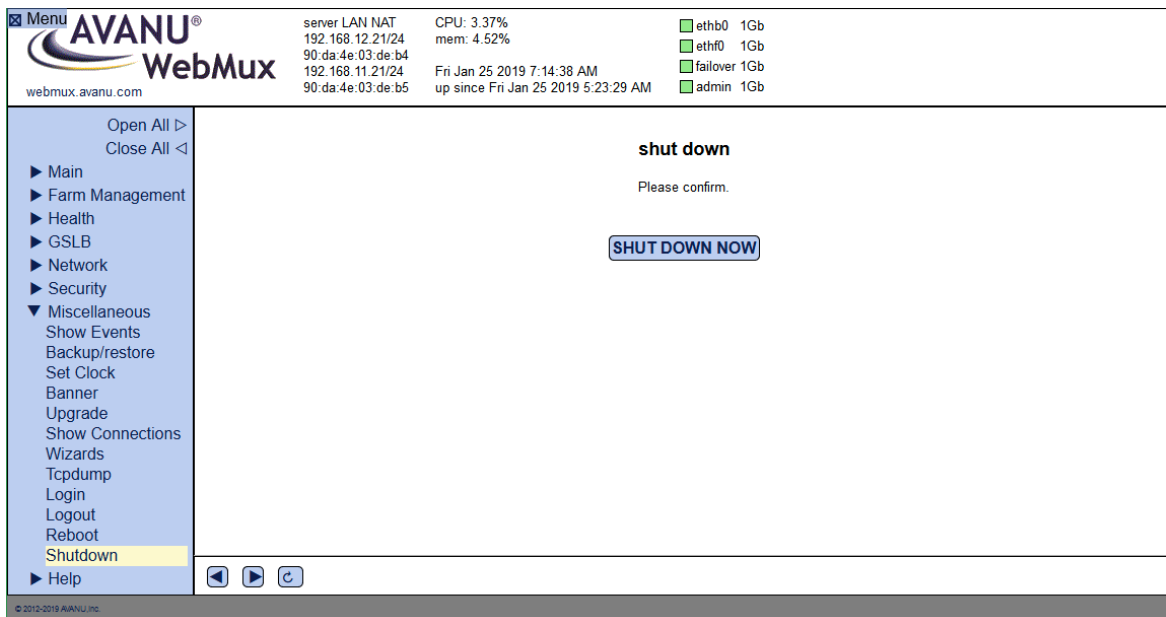 Menu
AVANU®
WebMux
webmux.avanu.com
server LAN NAT
192.168.12.21/24
90:da:4e:03:de:b4
192.168.11.21/24
90:da:4e:03:de:b5
CPU: 3.37%
mem: 4.52%
Fri Jan 25 2019 7:14:38 AM
up since Fri Jan 25 2019 5:23:29 AM
ethb0 1Gb
ethf0 1Gb
failover 1Gb
admin 1Gb
Open All ▷
Close All ◁
▶ Main
▶ Farm Management
▶ Health
▶ GSLB
▶ Network
▶ Security
▼ Miscellaneous
Show Events
Backup/restore
Set Clock
Banner
Upgrade
Show Connections
Wizards
Tcpdump
Login
Logout
Reboot
Shutdown
▶ Help
shut down
Please confirm.
SHUT DOWN NOW
© 2012-2019 AVANU, Inc.